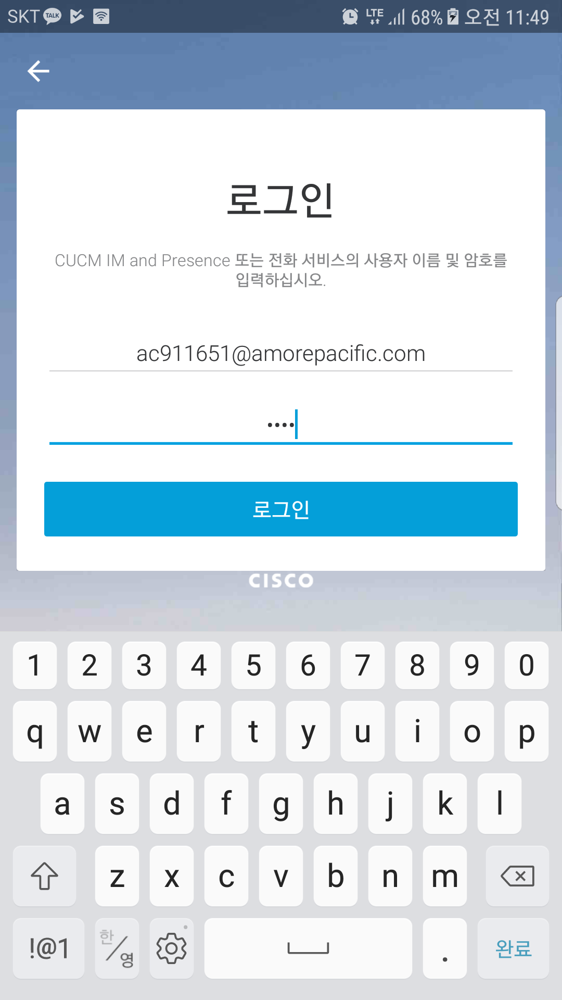 SKT TALK LTE 68% 오전 11:49
로그인
CUCM IM and Presence 또는 전화 서비스의 사용자 이름 및 암호를
입력하십시오.
ac911651@amorepacific.com
••••
로그인
CISCO
1 2 3 4 5 6 7 8 9 0
q w e r t y u i o p
a s d f g h j k l
z x c v b n m
!@1 한/영 . 완료